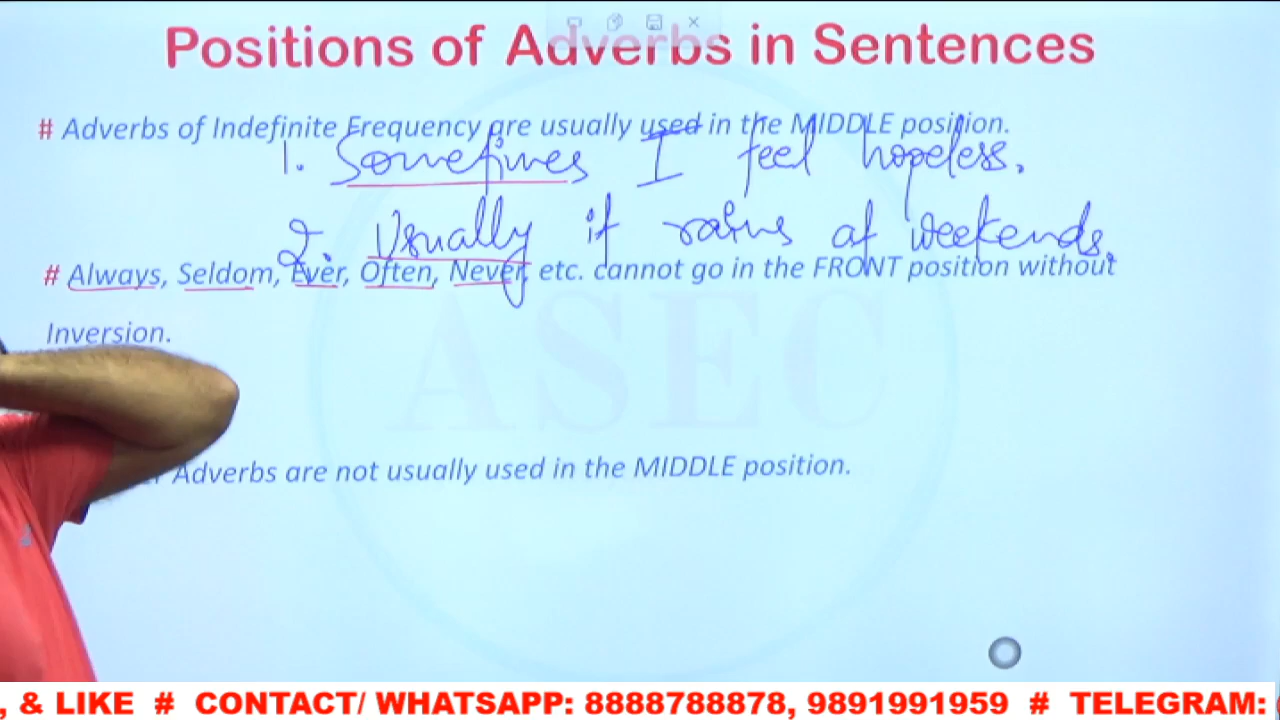 Positions of Adverbs in Sentences
# Adverbs of Indefinite Frequency are usually used in the MIDDLE position.
1. Sometimes I feel hopeless.
2. Usually it rains at weekends.
# Always, Seldom, Ever, Often, Never, etc. cannot go in the FRONT position without
Inversion.
ASEC
Adverbs are not usually used in the MIDDLE position.
, & LIKE # CONTACT/ WHATSAPP: 8888788878, 9891991959 # TELEGRAM: